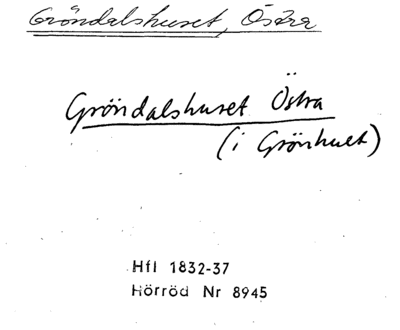 Gröndalshuset, Östra
Gröndalshuset Östra
(i Grönhult)
Hfl 1832-37
Hörröd Nr 8945